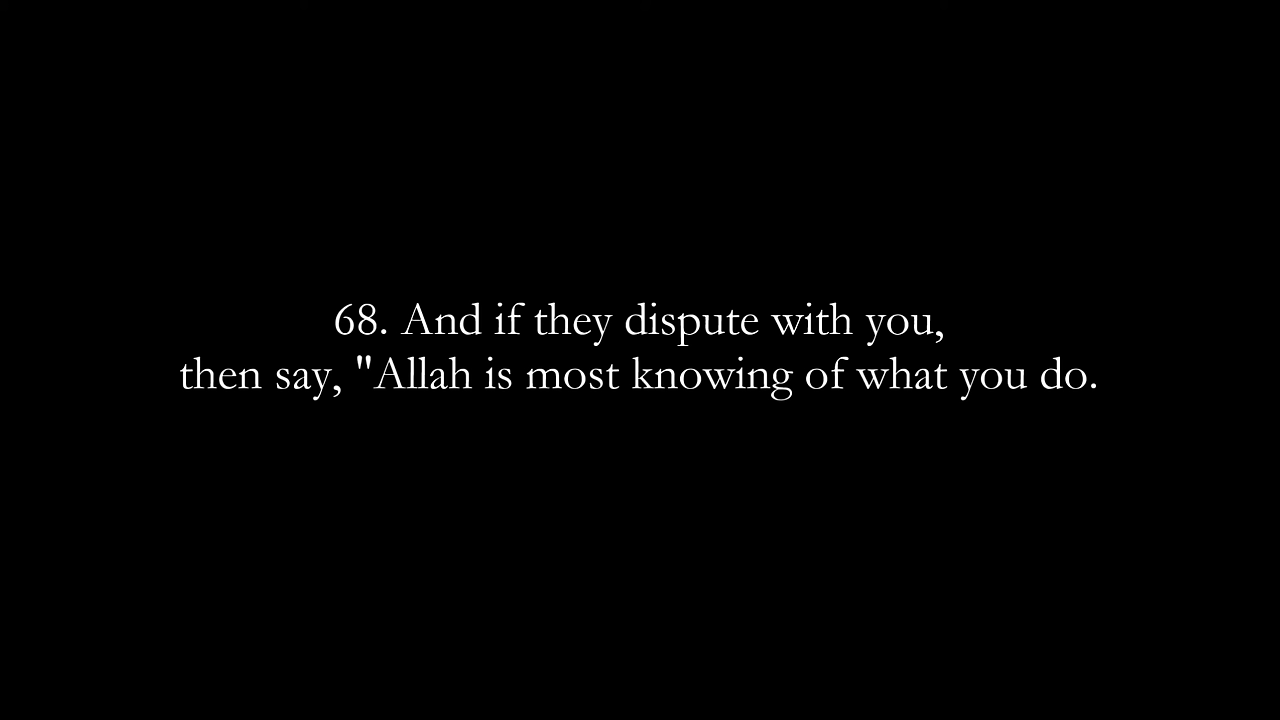 68. And if they dispute with you,
then say, "Allah is most knowing of what you do.